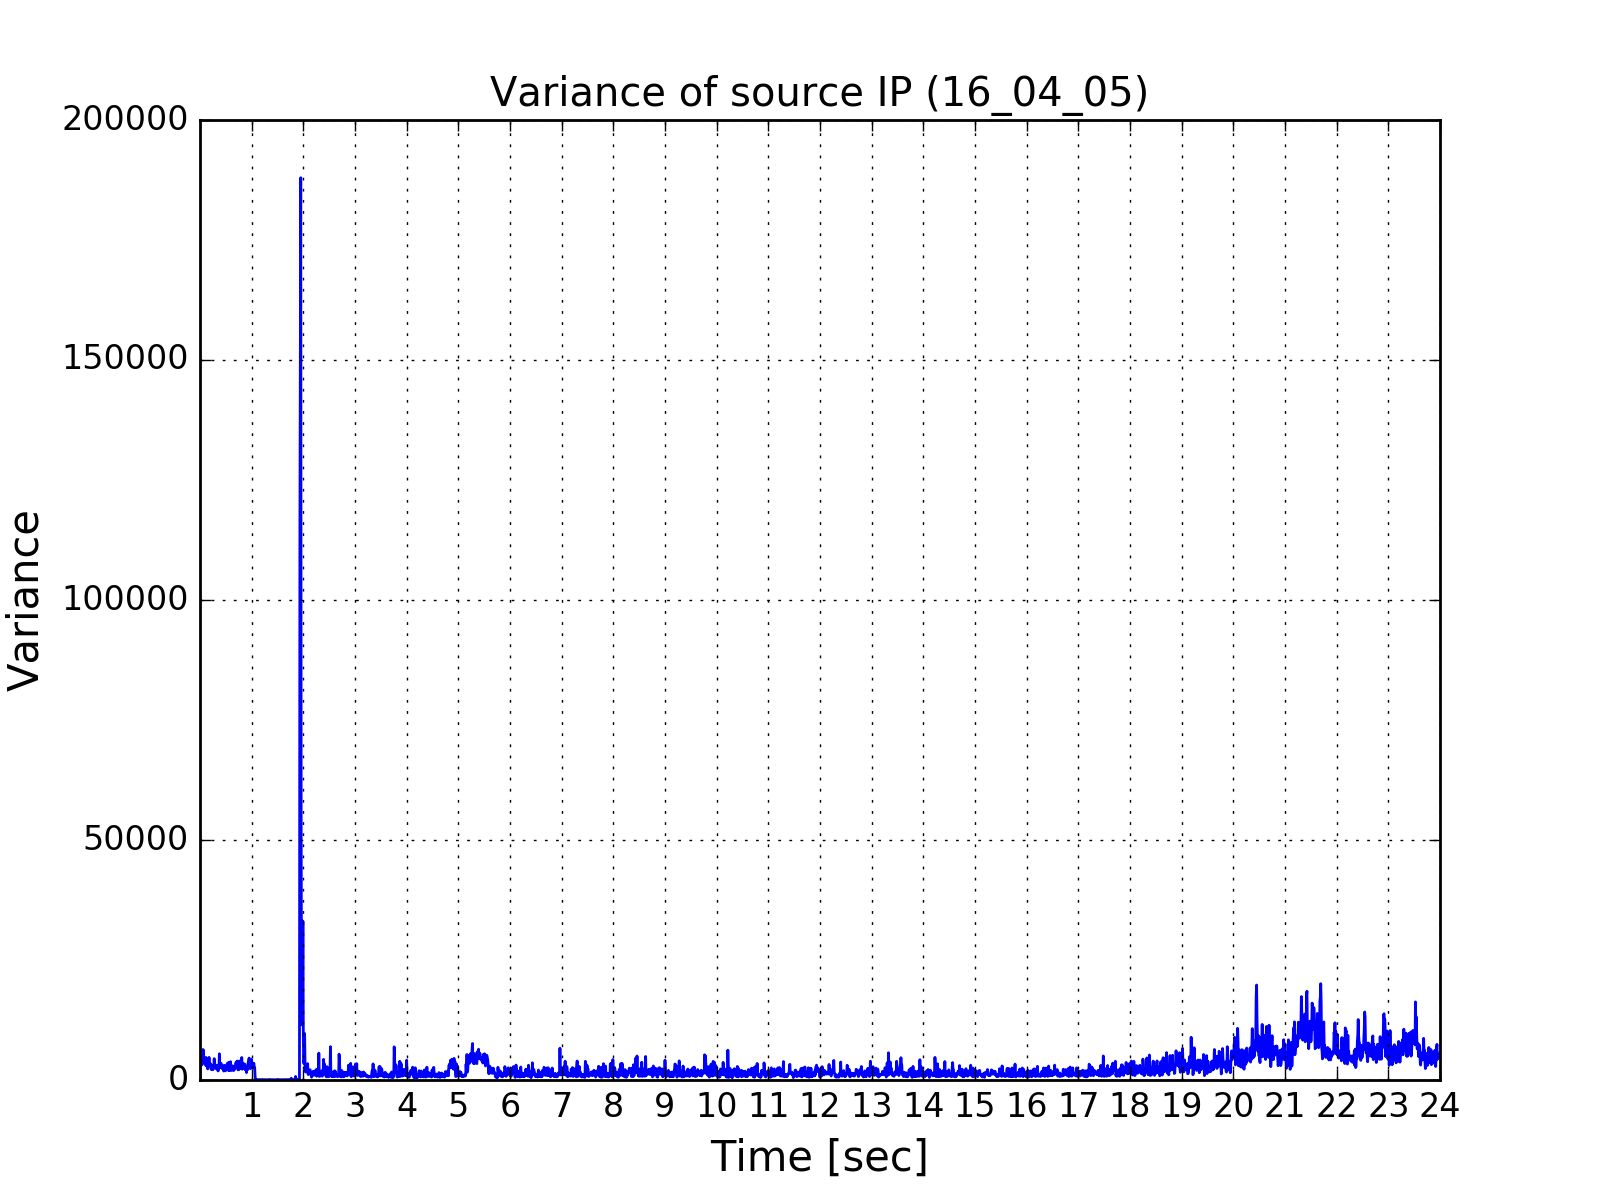 Variance of source IP (16_04_05)
200000
150000
100000
50000
0
Variance
1 2 3 4 5 6 7 8 9 10 11 12 13 14 15 16 17 18 19 20 21 22 23 24
Time [sec]